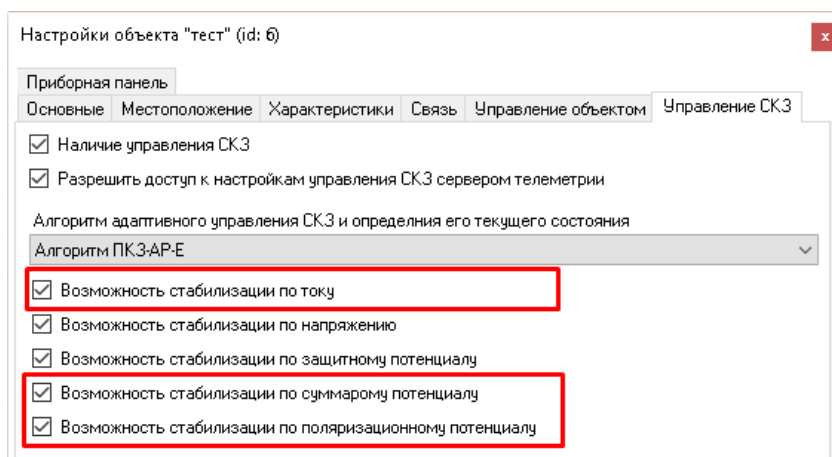 Настройки объекта "тест" (id: 6)
x
Приборная панель
Основные Местоположение Характеристики Связь Управление объектом Управление СКЗ
Наличие управления СКЗ
Разрешить доступ к настройкам управления СКЗ сервером телеметрии
Алгоритм адаптивного управления СКЗ и определния его текущего состояния
Алгоритм ПКЗ-АР-Е
Возможность стабилизации по току
Возможность стабилизации по напряжению
Возможность стабилизации по защитному потенциалу
Возможность стабилизации по суммарому потенциалу
Возможность стабилизации по поляризационному потенциалу